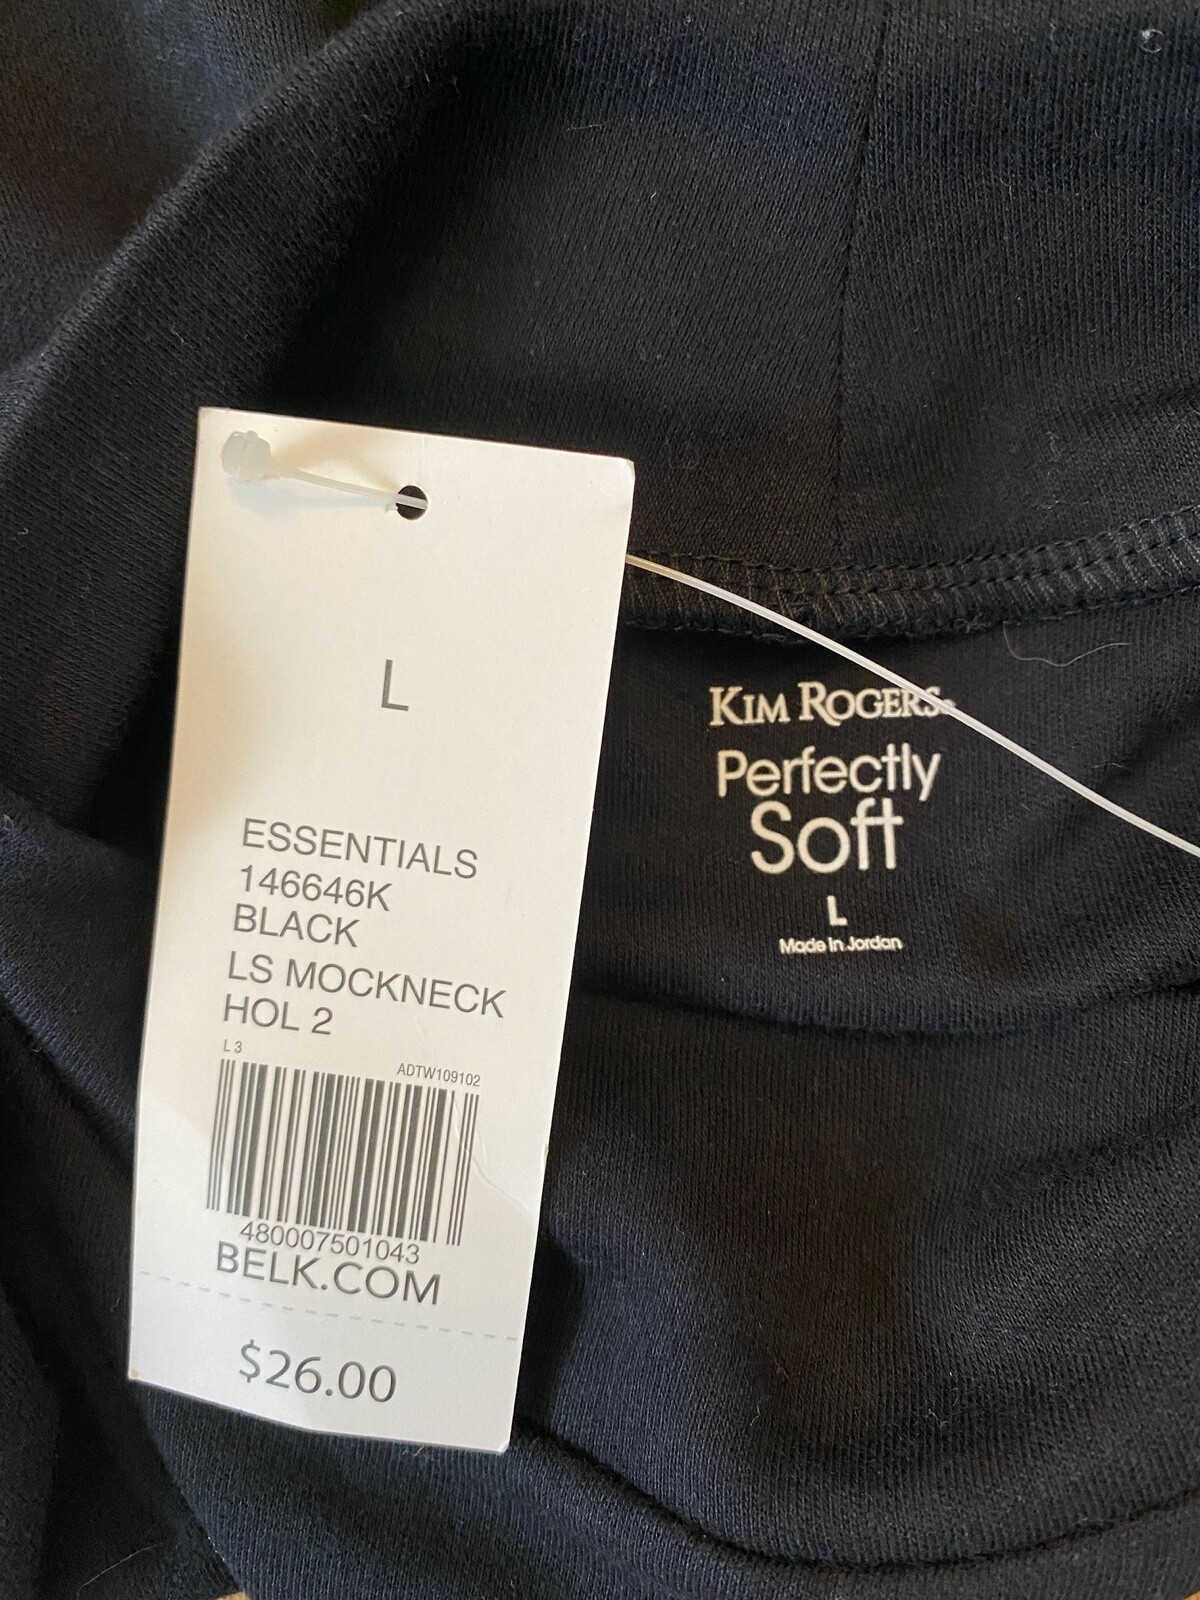 L
ESSENTIALS
146646K
BLACK
LS MOCKNECK
HOL 2
L 3
ADTW109102
480007501043
BELK.COM
$26.00
KIM ROGERS
Perfectly
Soft
L
Made in Jordan